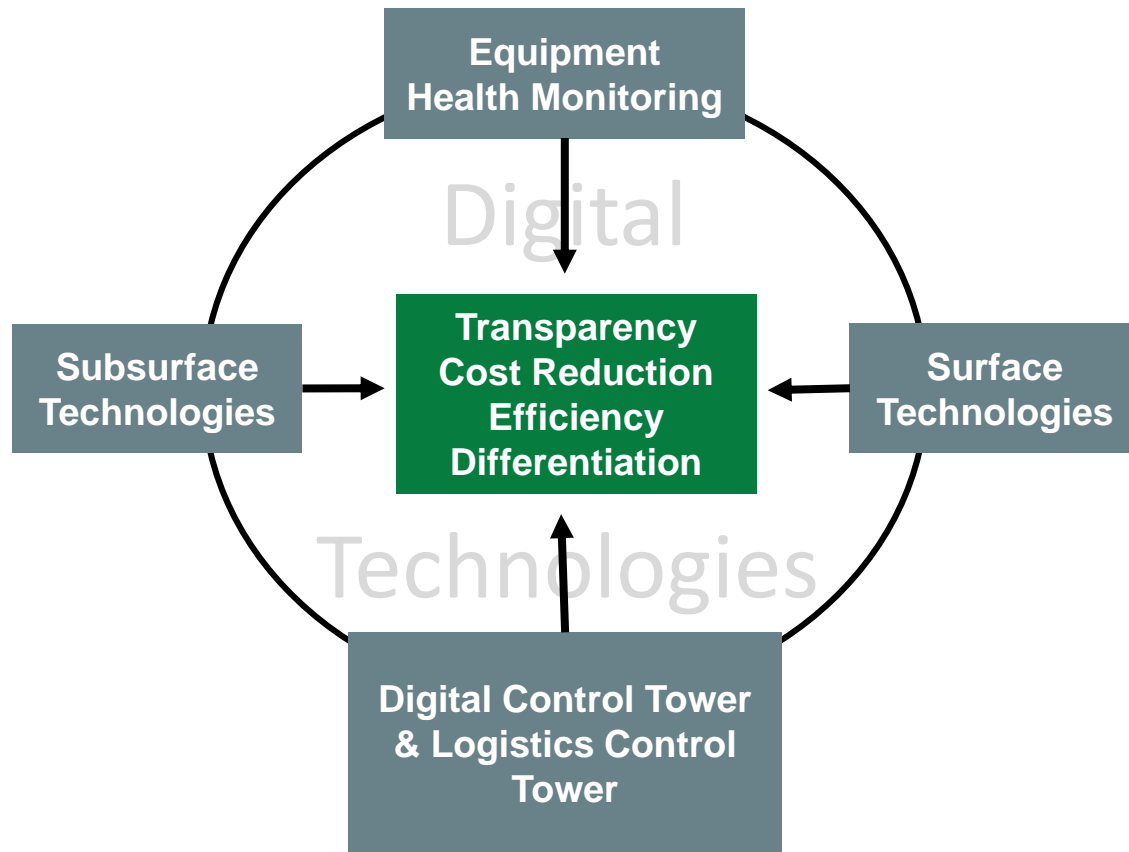 Equipment
Health Monitoring
Digital
Subsurface
Technologies
Transparency
Cost Reduction
Efficiency
Differentiation
Surface
Technologies
Technologies
Digital Control Tower
& Logistics Control
Tower